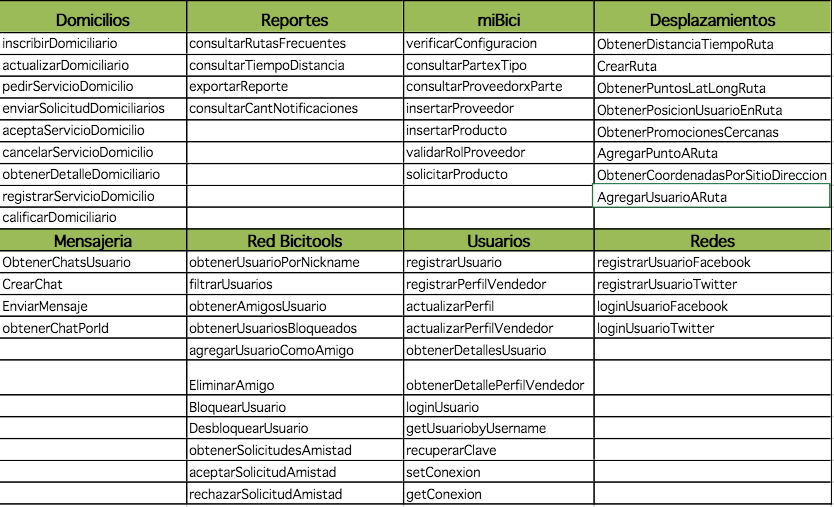 Domicilios Reportes miBici Desplazamientos
inscribirDomiciliario consultarRutasFrecuentes verificarConfiguracion ObtenerDistanciaTiempoRuta
actualizarDomiciliario consultarTiempoDistancia consultarPartexTipo CrearRuta
pedirServicioDomicilio exportarReporte consultarProveedorxParte ObtenerPuntosLatLongRuta
enviarSolicitudDomiciliarios consultarCantNotificaciones insertarProveedor ObtenerPosicionUsuarioEnRuta
aceptaServicioDomicilio insertarProducto ObtenerPromocionesCercanas
cancelarServicioDomicilio validarRolProveedor AgregarPuntoARuta
obtenerDetalleDomiciliario solicitarProducto ObtenerCoordenadasPorSitioDireccion
registrarServicioDomicilio AgregarUsuarioARuta
calificarDomiciliario
Mensajeria Red Bicitools Usuarios Redes
ObtenerChatsUsuario obtenerUsuarioPorNickname registrarUsuario registrarUsuarioFacebook
CrearChat filtrarUsuarios registrarPerfilVendedor registrarUsuarioTwitter
EnviarMensaje obtenerAmigosUsuario actualizarPerfil loginUsuarioFacebook
obtenerChatPorId obtenerUsuariosBloqueados actualizarPerfilVendedor loginUsuarioTwitter
agregarUsuarioComoAmigo obtenerDetallesUsuario
EliminarAmigo obtenerDetallePerfilVendedor
BloquearUsuario loginUsuario
DesbloquearUsuario getUsuariobyUsername
obtenerSolicitudesAmistad recuperarClave
aceptarSolicitudAmistad setConexion
rechazarSolicitudAmistad getConexion